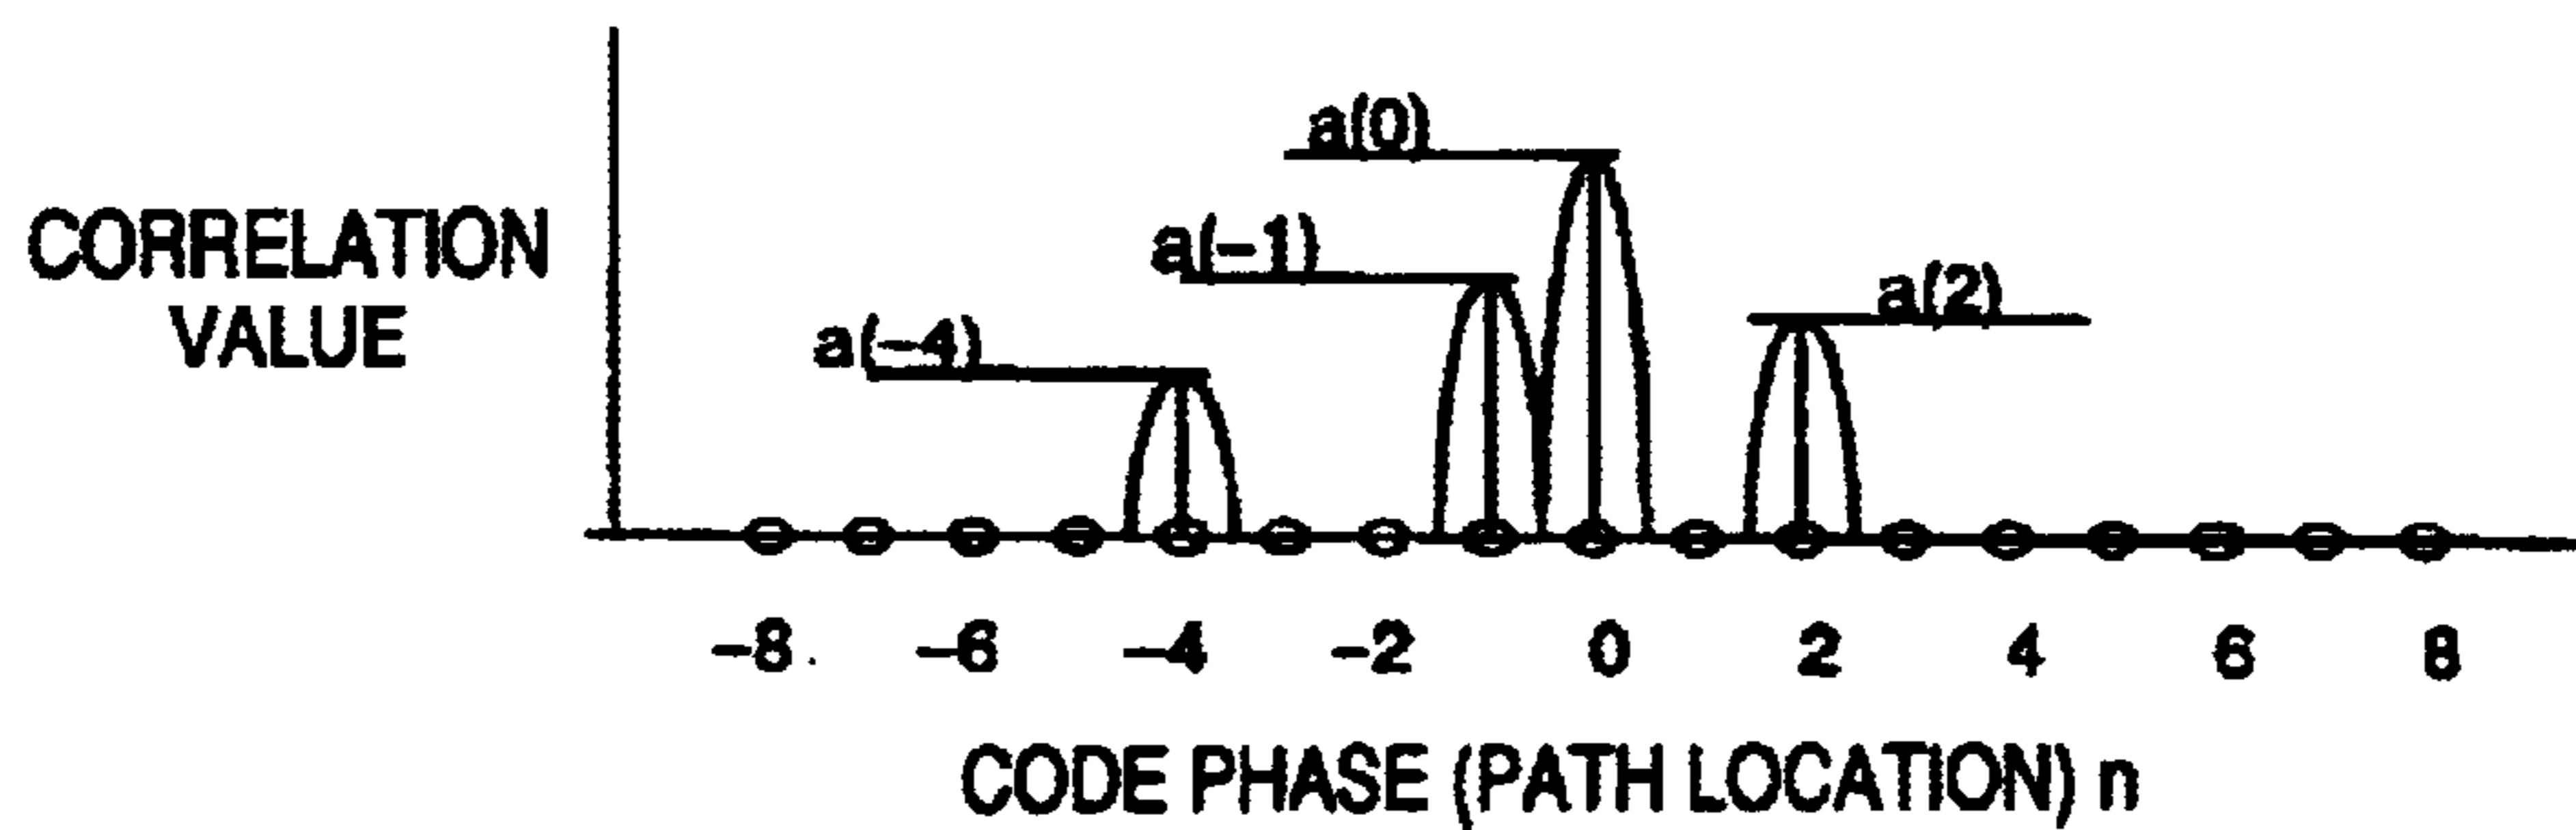 a(0)
a(-1)
a(2)
a(-4)
CORRELATION
VALUE
-8 -6 -4 -2 0 2 4 6 8
CODE PHASE (PATH LOCATION) n